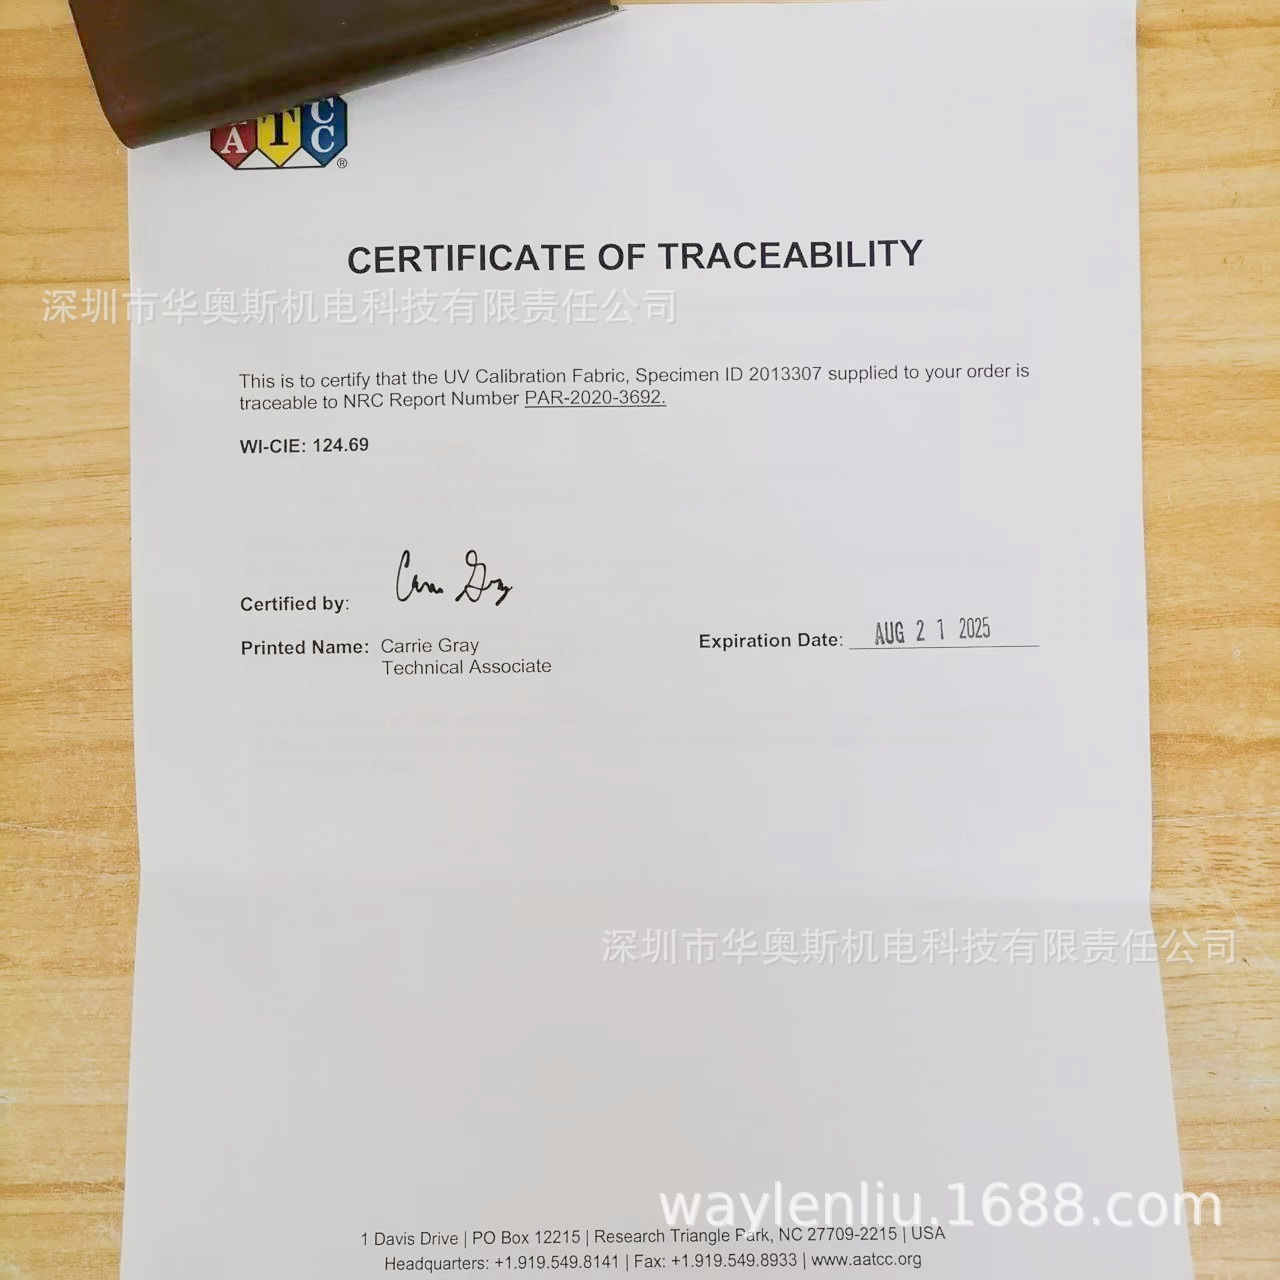 A T C C
C
®
CERTIFICATE OF TRACEABILITY
深圳市华奥斯机电科技有限责任公司
This is to certify that the UV Calibration Fabric, Specimen ID 2013307 supplied to your order is
traceable to NRC Report Number PAR-2020-3692.
WI-CIE: 124.69
Certified by:
Printed Name: Carrie Gray
Technical Associate
Expiration Date: AUG 21 2025
深圳市华奥斯机电科技有限责任公司
waylenliu.1688.com
1 Davis Drive | PO Box 12215 | Research Triangle Park, NC 27709-2215 | USA
Headquarters: +1.919.549.8141 | Fax: +1.919.549.8933 | www.aatcc.org